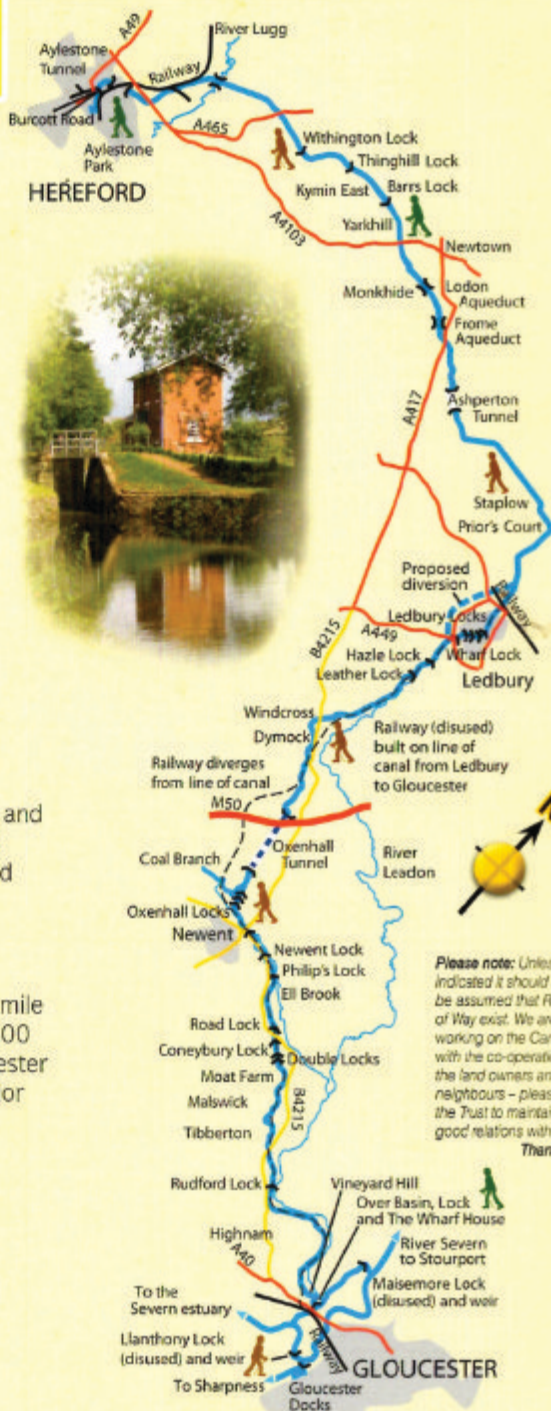 A49
River Lugg
Aylestone
Tunnel
Railway
Burcott Road
Aylestone
Park
A465
HEREFORD
Withington Lock
Thinghill Lock
Kymin East
Barrs Lock
Yarkhill
A4103
Newtown
Monkhide
Lodon
Aqueduct
Frome
Aqueduct
A417
Ashperton
Tunnel
Staplow
Prior's Court
Proposed
diversion
Railway
Ledbury Locks
A449
B4215
Hazle Lock
Wharf Lock
Leather Lock
Ledbury
Windcross
Dymock
Railway (disused)
built on line of
canal from Ledbury
to Gloucester
Railway diverges
from line of canal
M50
and
Coal Branch
Oxenhall
Tunnel
River
Leadon
Oxenhall Locks
Newent
Newent Lock
Philip's Lock
Ell Brook
mile
00
ester
or
Please note: Unles
indicated it should
be assumed that
of Way exist. We are
working on the Can
with the co-operati
the land owners an
neighbours – pleas
the Trust to maintai
good relations with
Than
Road Lock
Coneybury Lock
Double Locks
Moat Farm
B4215
Malswick
Tibberton
Rudford Lock
Vineyard Hill
Over Basin, Lock
and The Wharf House
Highnam
A40
River Severn
to Stourport
To the
Severn estuary
Maisemore Lock
(disused) and weir
Llanthony Lock
(disused) and weir
Railway
GLOUCESTER
To Sharpness
Gloucester
Docks